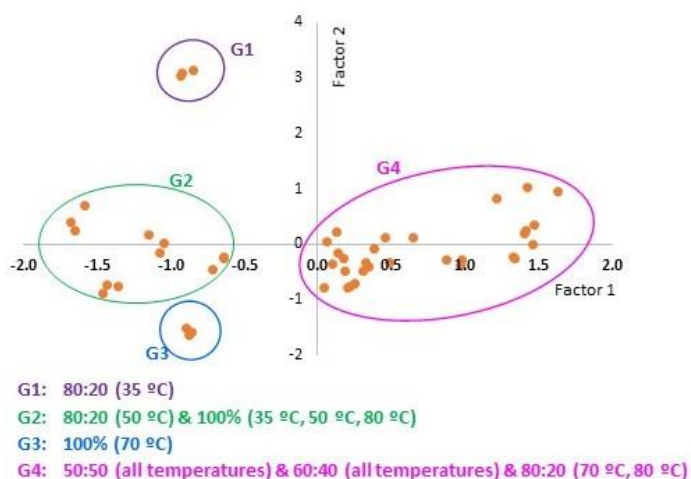 4
G1
Factor 2
3
2
G4
G2
1
0
-2.0 -1.5 -1.0 -0.5 0.0 0.5 1.0 1.5 2.0
-1
Factor 1
G3
-2
G1: 80:20 (35 ºC)
G2: 80:20 (50 ºC) & 100% (35 ºC, 50 ºC, 80 ºC)
G3: 100% (70 ºC)
G4: 50:50 (all temperatures) & 60:40 (all temperatures) & 80:20 (70 ºC, 80 ºC)